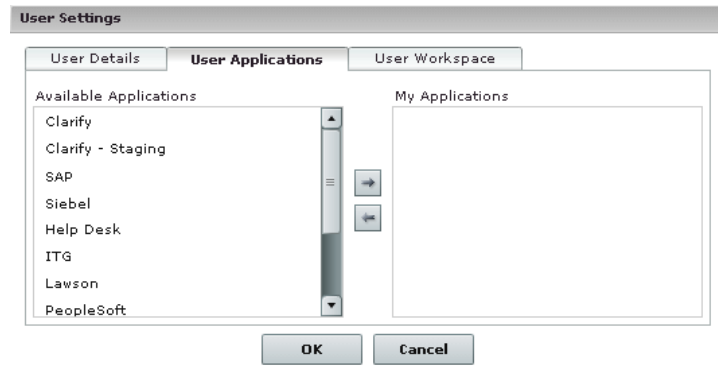 User Settings
User Details
User Applications
User Workspace
Available Applications
My Applications
Clarify
Clarify - Staging
SAP
Siebel
Help Desk
ITG
Lawson
PeopleSoft
OK
Cancel